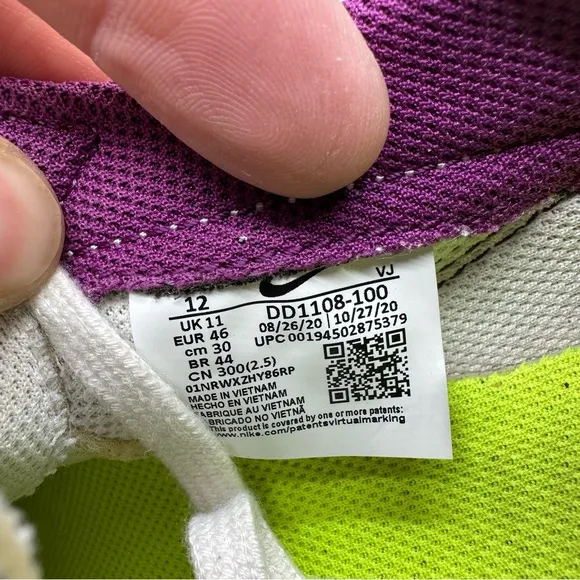 VJ
12
UK 11
EUR 46
cm 30
BR 44
CN 300(2.5)
01NRWXZHY86RP
MADE IN VIETNAM
HECHO EN VIETNAM
FABRIQUE AU VIETNAM
FABRICADO NO VIETNÃ
DD1108-100
08/26/20 10/27/20
UPC 00194502875379
This product is covered by one or more patents:
www.nike.com/patentsvirtualmarking